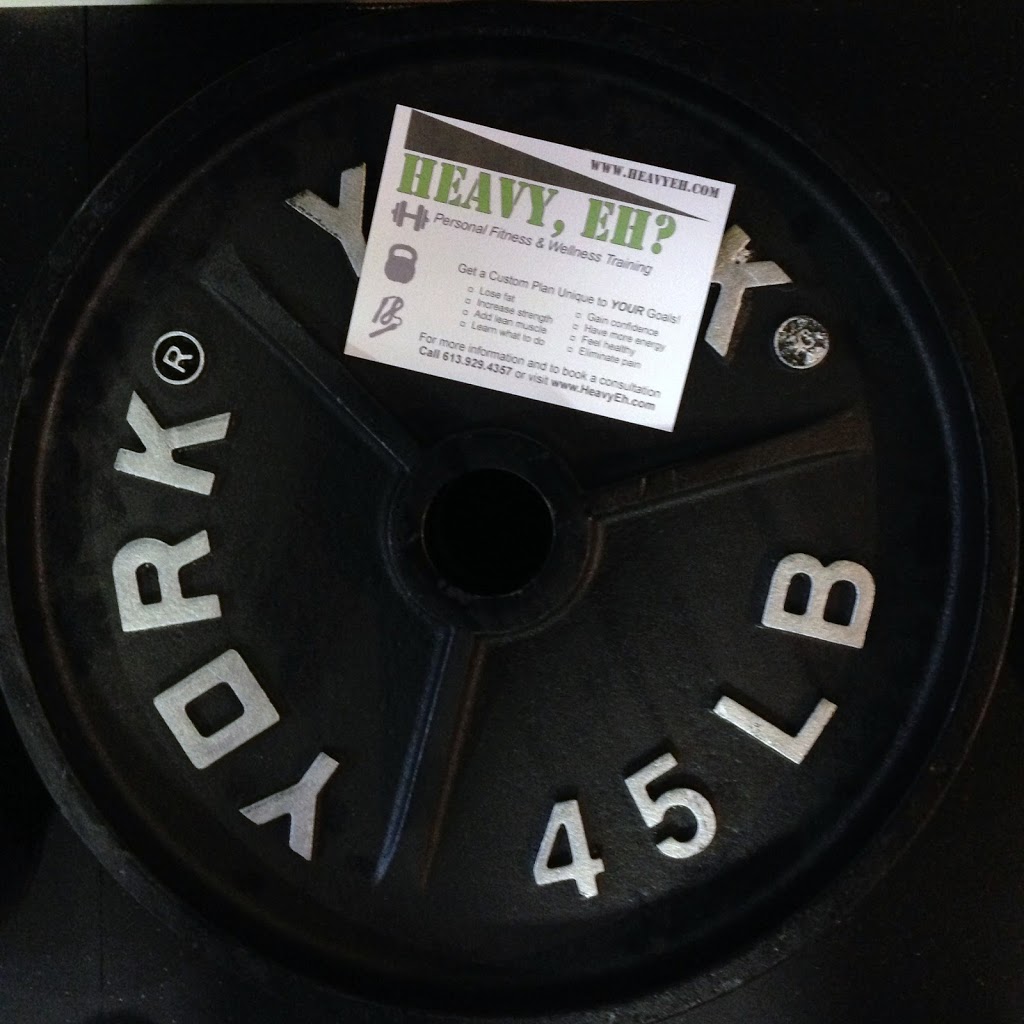 WWW.HEAVYEH.COM
HEAVY, EH?
Personal Fitness & Wellness Training
Get a Custom Plan Unique to YOUR Goals!
Lose fat
Increase strength
Add lean muscle
Learn what to do
Gain confidence
Have more energy
Feel healthy
Eliminate pain
For more information and to book a consultation
Call 613.929.4357 or visit www.HeavyEh.com
YORK®
Y K ®
45 LB